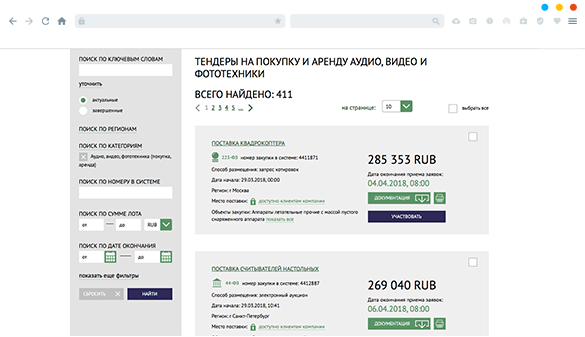 ПОИСК ПО КЛЮЧЕВЫМ СЛОВАМ
уточнить
актуальные
завершенные
ПОИСК ПО РЕГИОНАМ
ПОИСК ПО КАТЕГОРИЯМ
Аудио, видео, фототехника (покупка,
аренда)
ПОИСК ПО НОМЕРУ В СИСТЕМЕ
ПОИСК ПО СУММЕ ЛОТА
от — до RUB
ПОИСК ПО ДАТЕ ОКОНЧАНИЯ
от — до
показать еще фильтры
СБРОСИТЬ НАЙТИ
ТЕНДЕРЫ НА ПОКУПКУ И АРЕНДУ АУДИО, ВИДЕО И
ФОТОТЕХНИКИ
ВСЕГО НАЙДЕНО: 411
1 2 3 4 5 ... на странице: 10 выбрать все
ПОСТАВКА КВАДРОКОПТЕРА
223-ФЗ номер закупки в системе: 4411871
Способ размещения: запрос котировок
Дата начала: 29.03.2018, 00:00
Регион: г Москва
Место поставки: доступно клиентам компании
Объекты закупки: Аппараты летательные прочие с массой пустого
снаряженного аппарата показать все
285 353 RUB
Дата окончания приема заявок:
04.04.2018, 08:00
ДОКУМЕНТАЦИЯ
УЧАСТВОВАТЬ
ПОСТАВКА СЧИТЫВАТЕЛЕЙ НАСТОЛЬНЫХ
44-ФЗ номер закупки в системе: 4412887
Способ размещения: электронный аукцион
Дата начала: 29.03.2018, 10:41
Регион: г Санкт-Петербург
Место поставки: доступно клиентам компании
269 040 RUB
Дата окончания приема заявок:
06.04.2018, 08:00
ДОКУМЕНТАЦИЯ